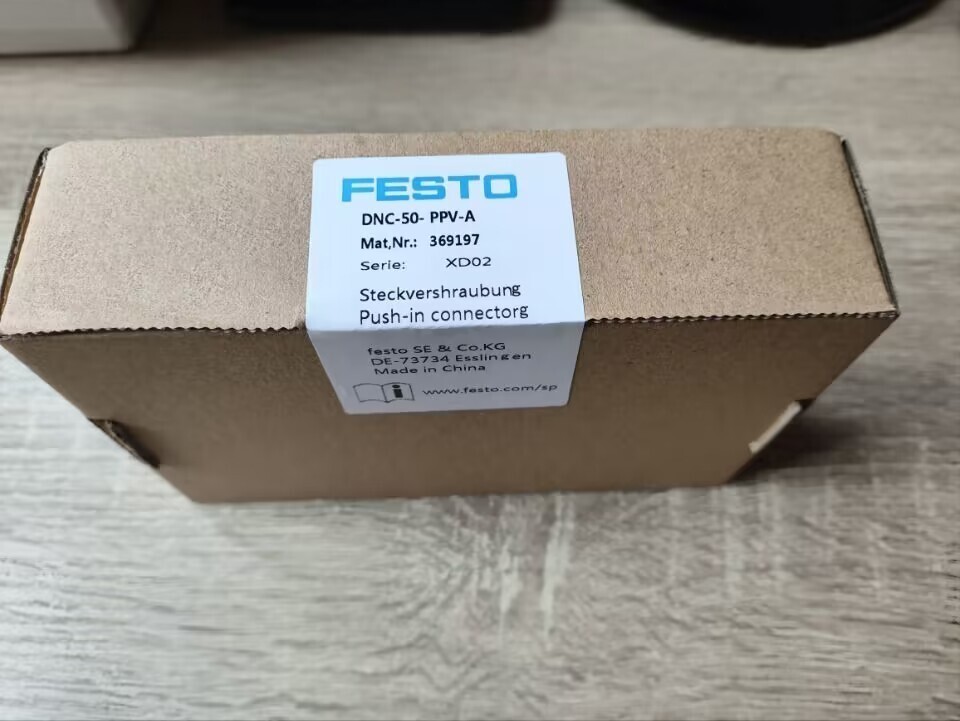 FESTO
DNC-50- PPV-A
Mat,Nr.: 369197
Serie: XD02
Steckvershraubung
Push-in connectorg
festo SE & Co.KG
DE-73734 Esslingen
Made in China
i www.festo.com/sp